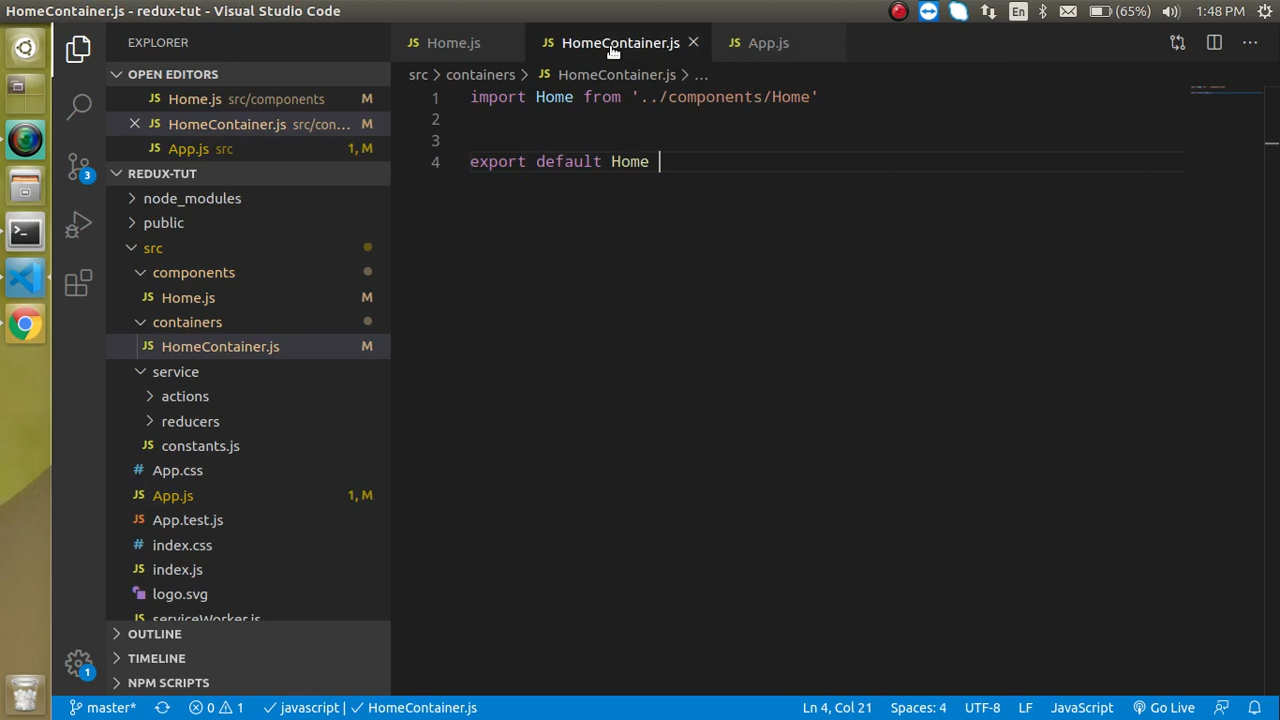 HomeContainer.js - redux-tut - Visual Studio Code
En
(65%)
1:48 PM
EXPLORER
JS Home.js
JS HomeContainer.js
JS App.js
OPEN EDITORS
JS Home.js src/components M
JS HomeContainer.js src/con... M
JS App.js src 1, M
src > containers > JS HomeContainer.js > ...
1 import Home from '../components/Home'
2
3
4 export default Home
REDUX-TUT
node_modules
public
src
components
JS Home.js M
containers
JS HomeContainer.js M
service
actions
reducers
JS constants.js
# App.css
JS App.js 1, M
JS App.test.js
# index.css
JS index.js
logo.svg
serviceWorker.js
OUTLINE
TIMELINE
NPM SCRIPTS
3
1
master* 0 1 javascript | HomeContainer.js Ln 4, Col 21 Spaces: 4 UTF-8 LF JavaScript Go Live